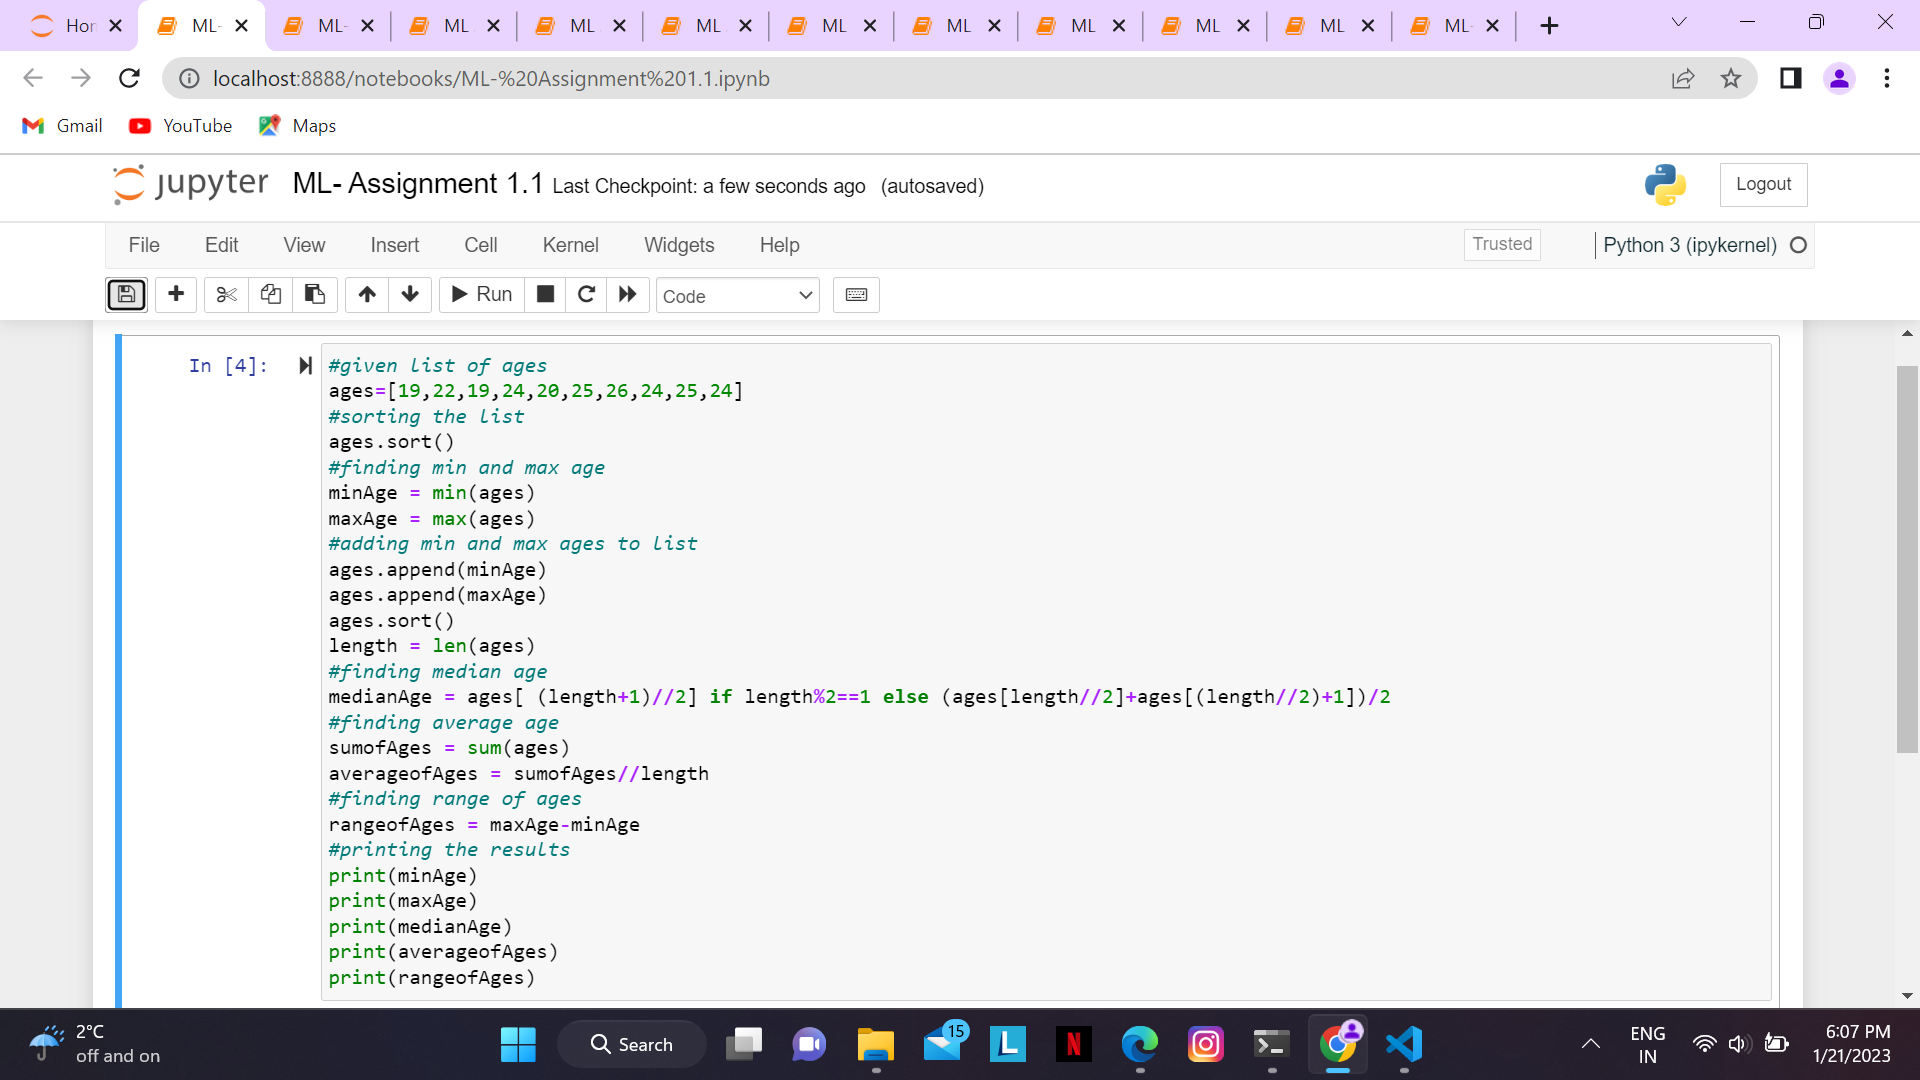 Hor ML- ML- ML ML ML ML ML ML ML ML ML-
localhost:8888/notebooks/ML-%20Assignment%201.1.ipynb
Gmail YouTube Maps
jupyter ML- Assignment 1.1 Last Checkpoint: a few seconds ago (autosaved) Logout
File Edit View Insert Cell Kernel Widgets Help Trusted Python 3 (ipykernel)
Run Code
In [4]: #given list of ages
ages=[19,22,19,24,20,25,26,24,25,24]
#sorting the list
ages.sort()
#finding min and max age
minAge = min(ages)
maxAge = max(ages)
#adding min and max ages to list
ages.append(minAge)
ages.append(maxAge)
ages.sort()
length = len(ages)
#finding median age
medianAge = ages[ (length+1)//2] if length%2==1 else (ages[length//2]+ages[(length//2)+1])/2
#finding average age
sumofAges = sum(ages)
averageofAges = sumofAges//length
#finding range of ages
rangeofAges = maxAge-minAge
#printing the results
print(minAge)
print(maxAge)
print(medianAge)
print(averageofAges)
print(rangeofAges)
2°C
off and on
Search
15
L
N
ENG
IN
6:07 PM
1/21/2023